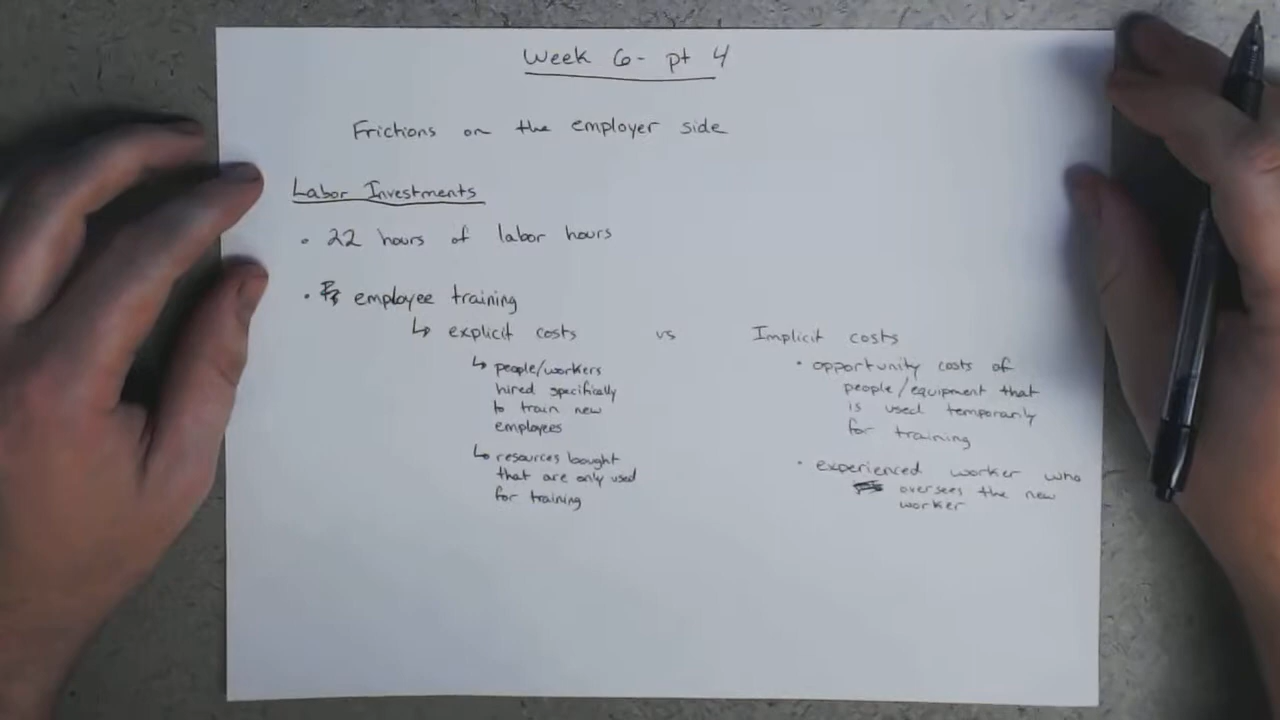 Week 6- pt 4
Frictions on the employer side
Labor Investments
• 22 hours of labor hours
• employee training
↳ explicit costs vs Implicit costs
↳ people/workers
hired specifically
to train new
employees
↳ resources bought
that are only used
for training
• opportunity costs of
people/equipment that
is used temporarily
for training
• experienced worker who
oversees the new
worker